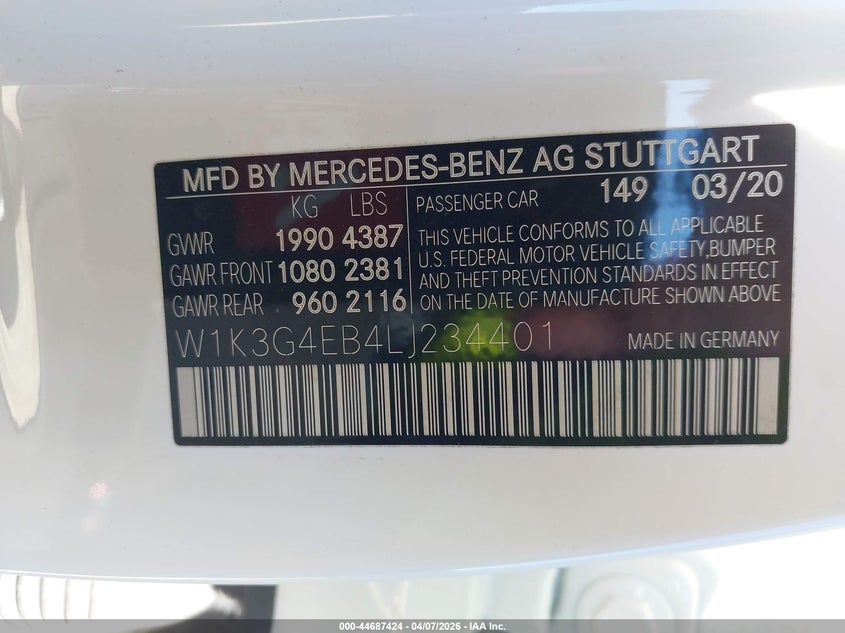 MFD BY MERCEDES-BENZ AG STUTTGART
KG LBS
GVWR 1990 4387
GAWR FRONT 1080 2381
GAWR REAR 960 2116
PASSENGER CAR 149 03/20
THIS VEHICLE CONFORMS TO ALL APPLICABLE
U.S. FEDERAL MOTOR VEHICLE SAFETY,BUMPER
AND THEFT PREVENTION STANDARDS IN EFFECT
ON THE DATE OF MANUFACTURE SHOWN ABOVE
W1K3G4EB4LJ234401 MADE IN GERMANY
000-44687424 - 04/07/2026 - IAA Inc.